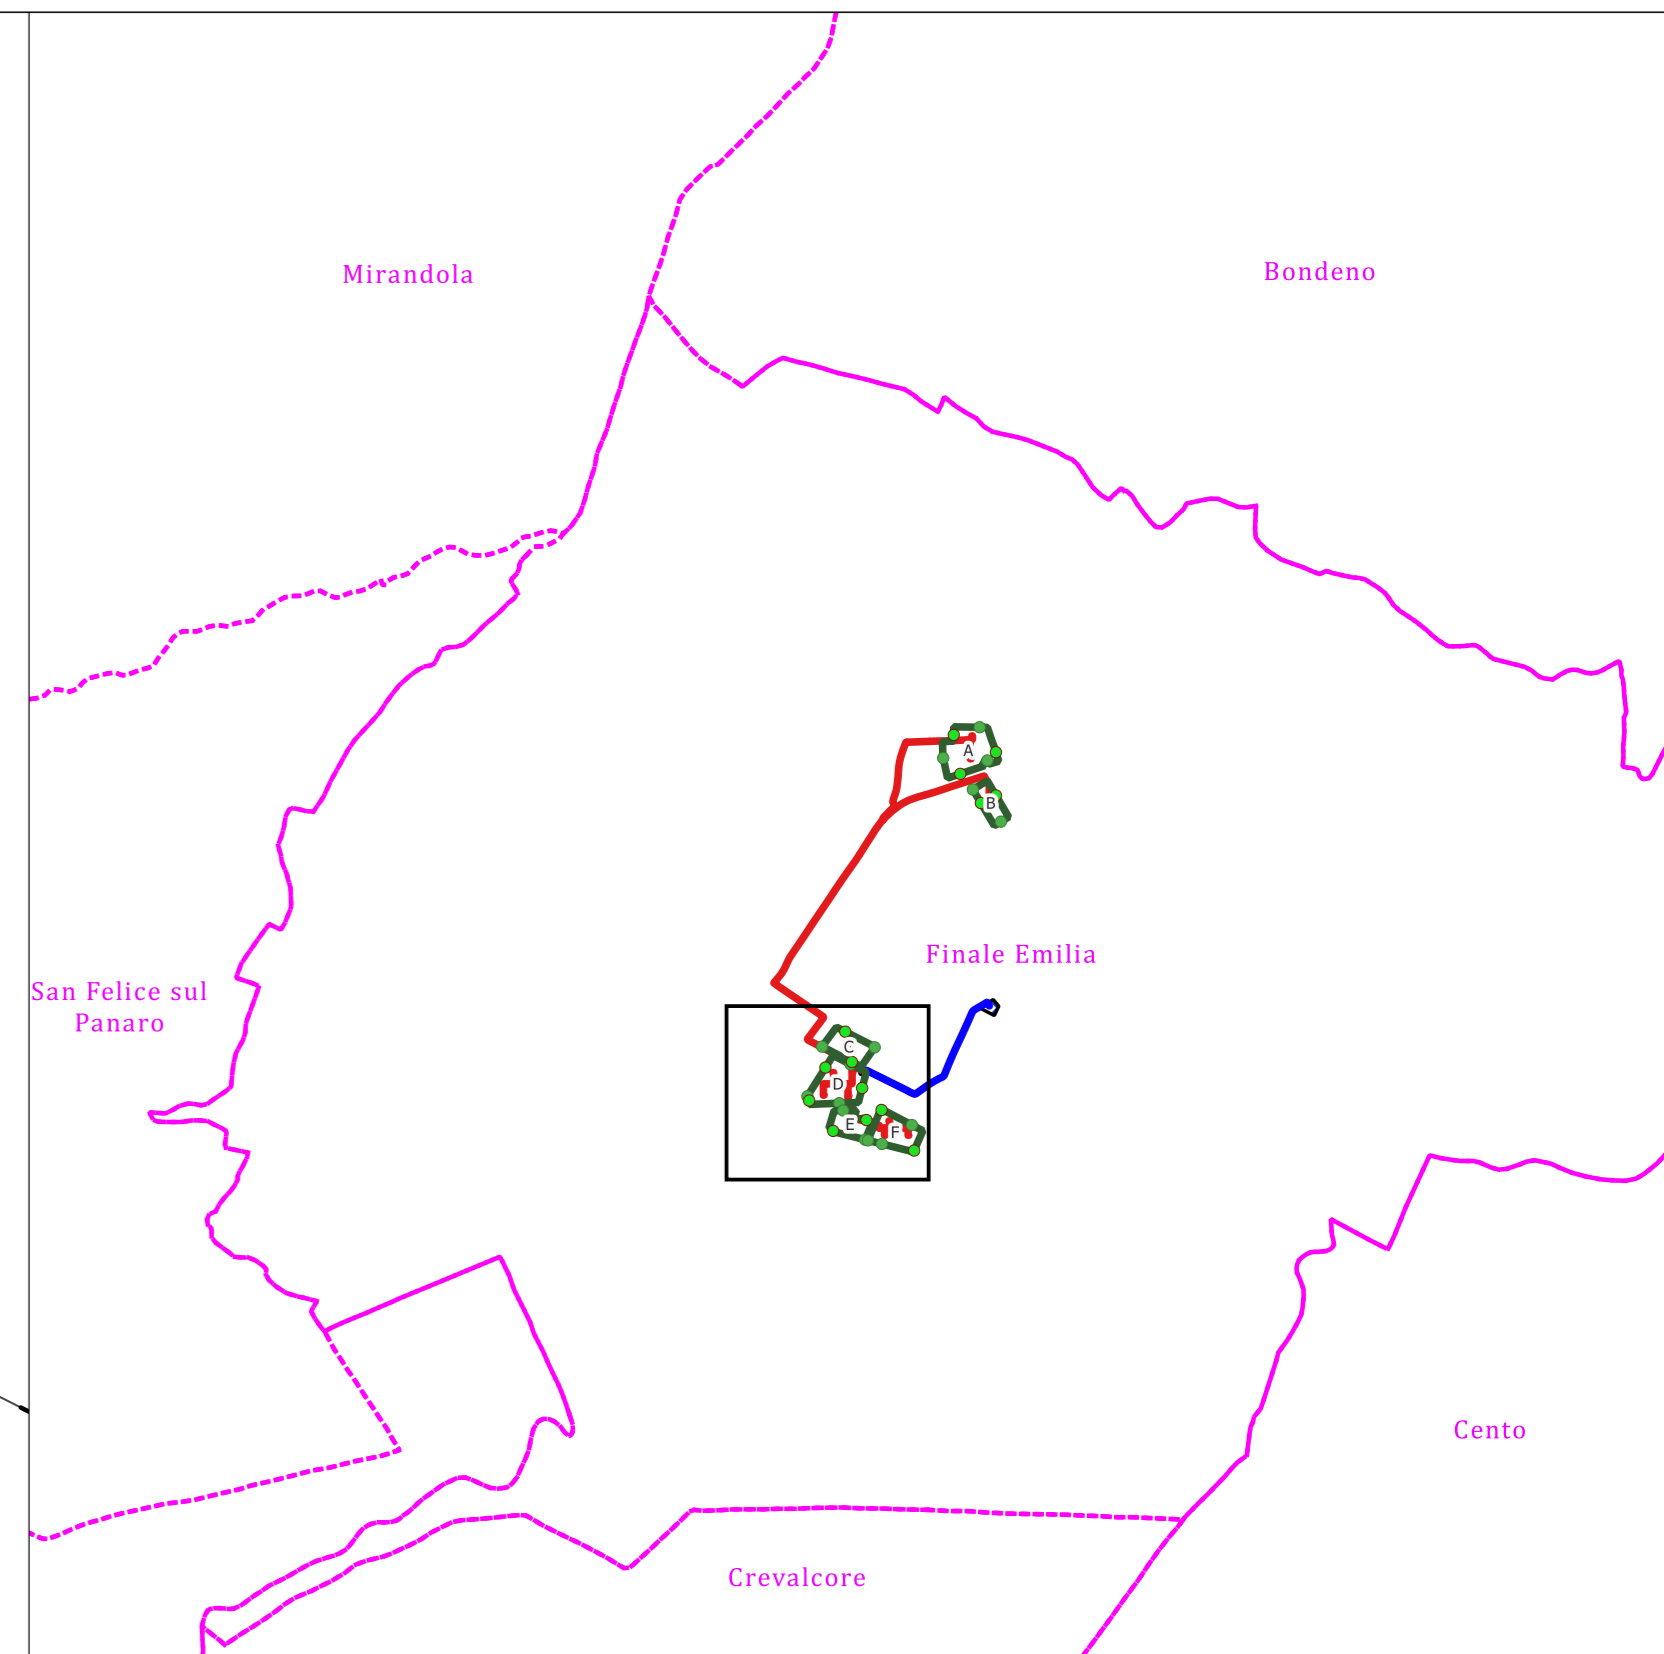 Bondeno
Mirandola
A
B
Finale Emilia
San Felice sul
Panaro
C
D
E
F
Cento
Crevalcore